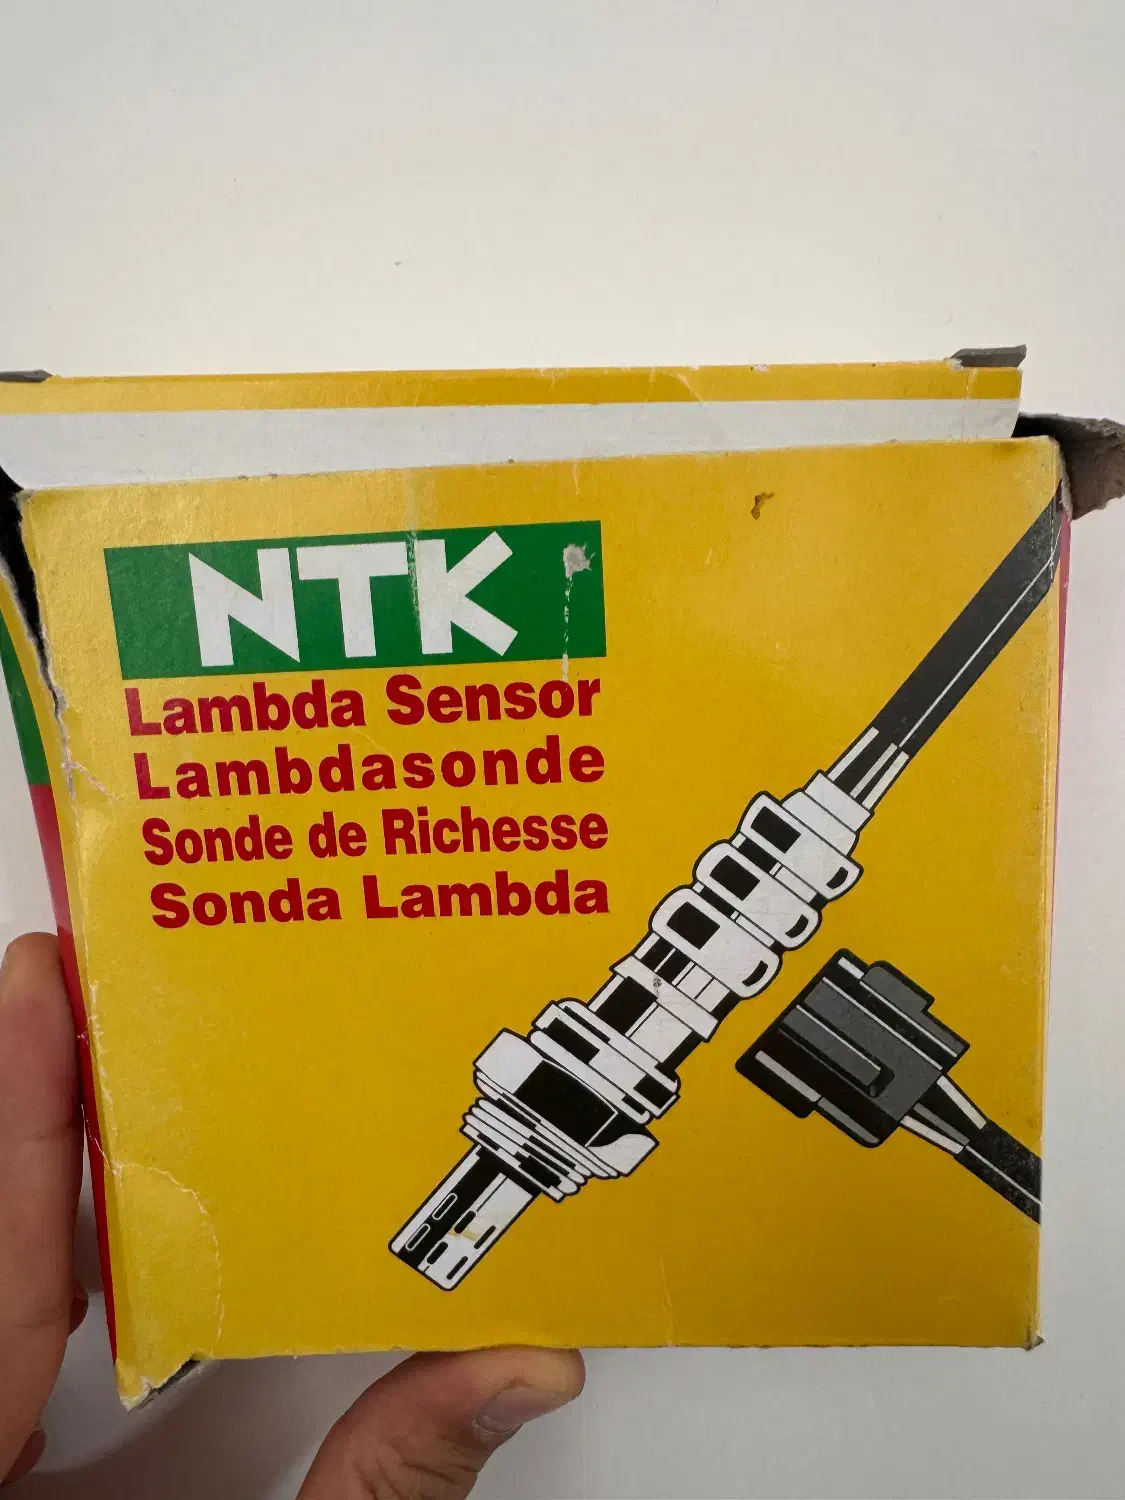 NTK
Lambda Sensor
Lambdasonde
Sonde de Richesse
Sonda Lambda